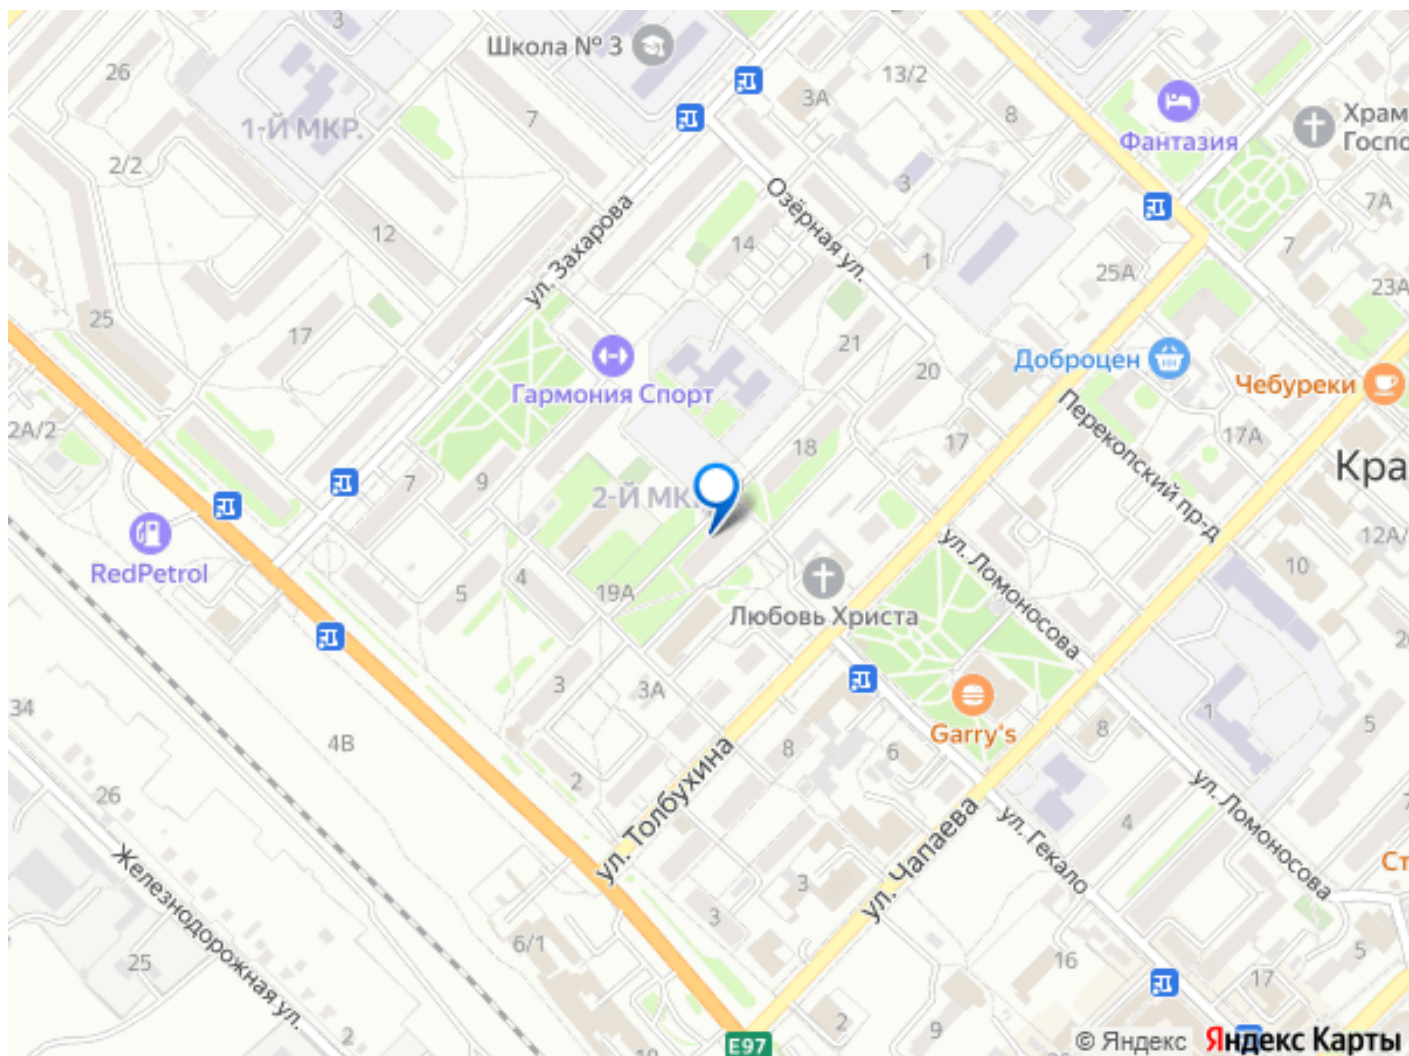 Школа № 3
26
3
13/2
3А
8
1-Й МКР.
7
Фантазия
Храм
Госпо
2/2
3
7А
Озёрная ул.
12
ул. Захарова
14
1
7
25А
23А
25
17
21
Гармония Спорт
20
Доброцен
Чебуреки
2А/2
Перекопский пр-д
17
17А
18
7
9
Кра
2-Й МК
12А/
RedPetrol
ул. Ломоносова
10
4
5
19А
Любовь Христа
3
3А
34
4В
Garry's
8
6
8
1
5
2
26
ул. Толбухина
ул. Чапаева
ул. Гекало
4
ул. Ломоносова
Железнодорожная ул.
3
Ст
3
6/1
25
16
17
5
2
2
9
10
E97
© Яндекс
Яндекс Карты